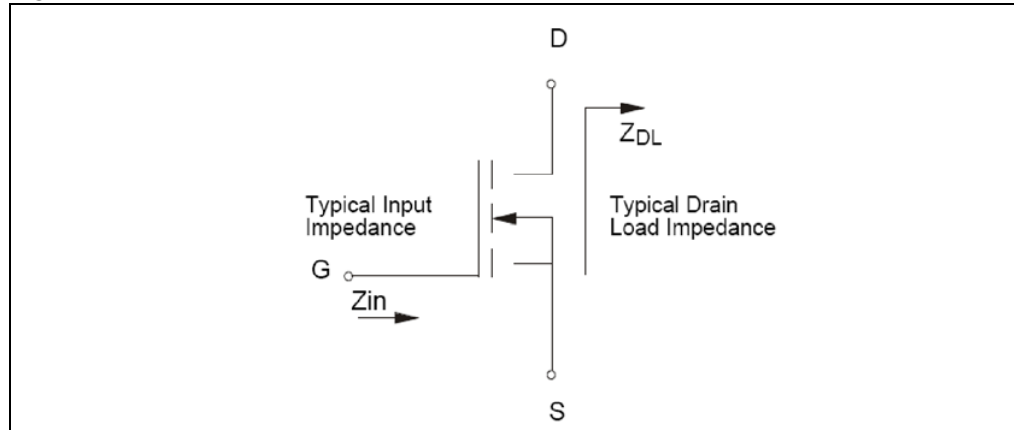 D
ZDL
Typical Input
Impedance
Typical Drain
Load Impedance
G
Zin
S